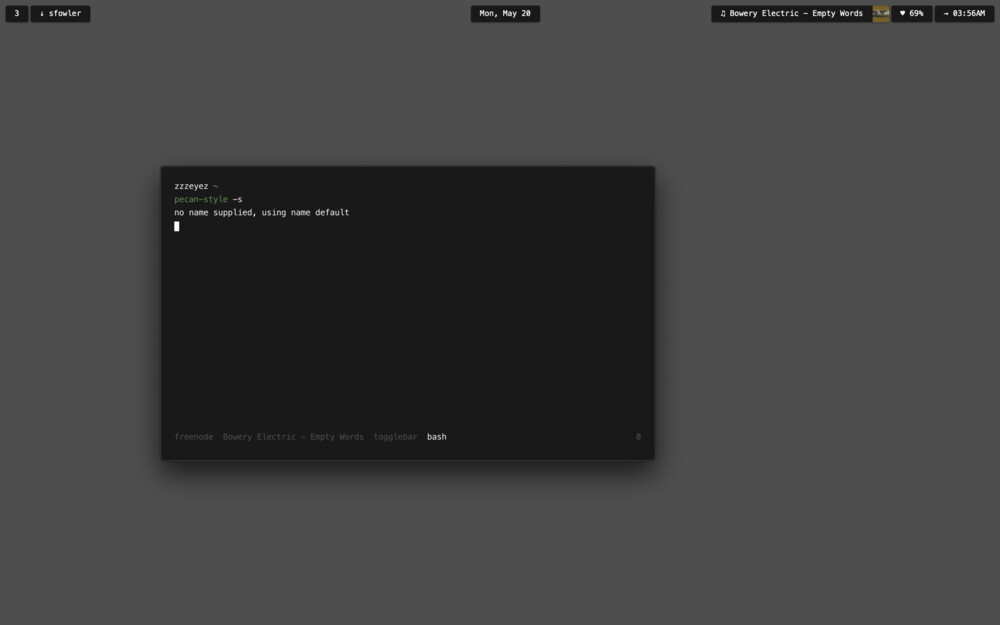 3 ↓ sfowler Mon, May 20 ♫ Bowery Electric – Empty Words ♥ 69% → 03:56AM
zzzeyez ~
pecan-style -s
no name supplied, using name default
freenode Bowery Electric – Empty Words togglebar bash 0